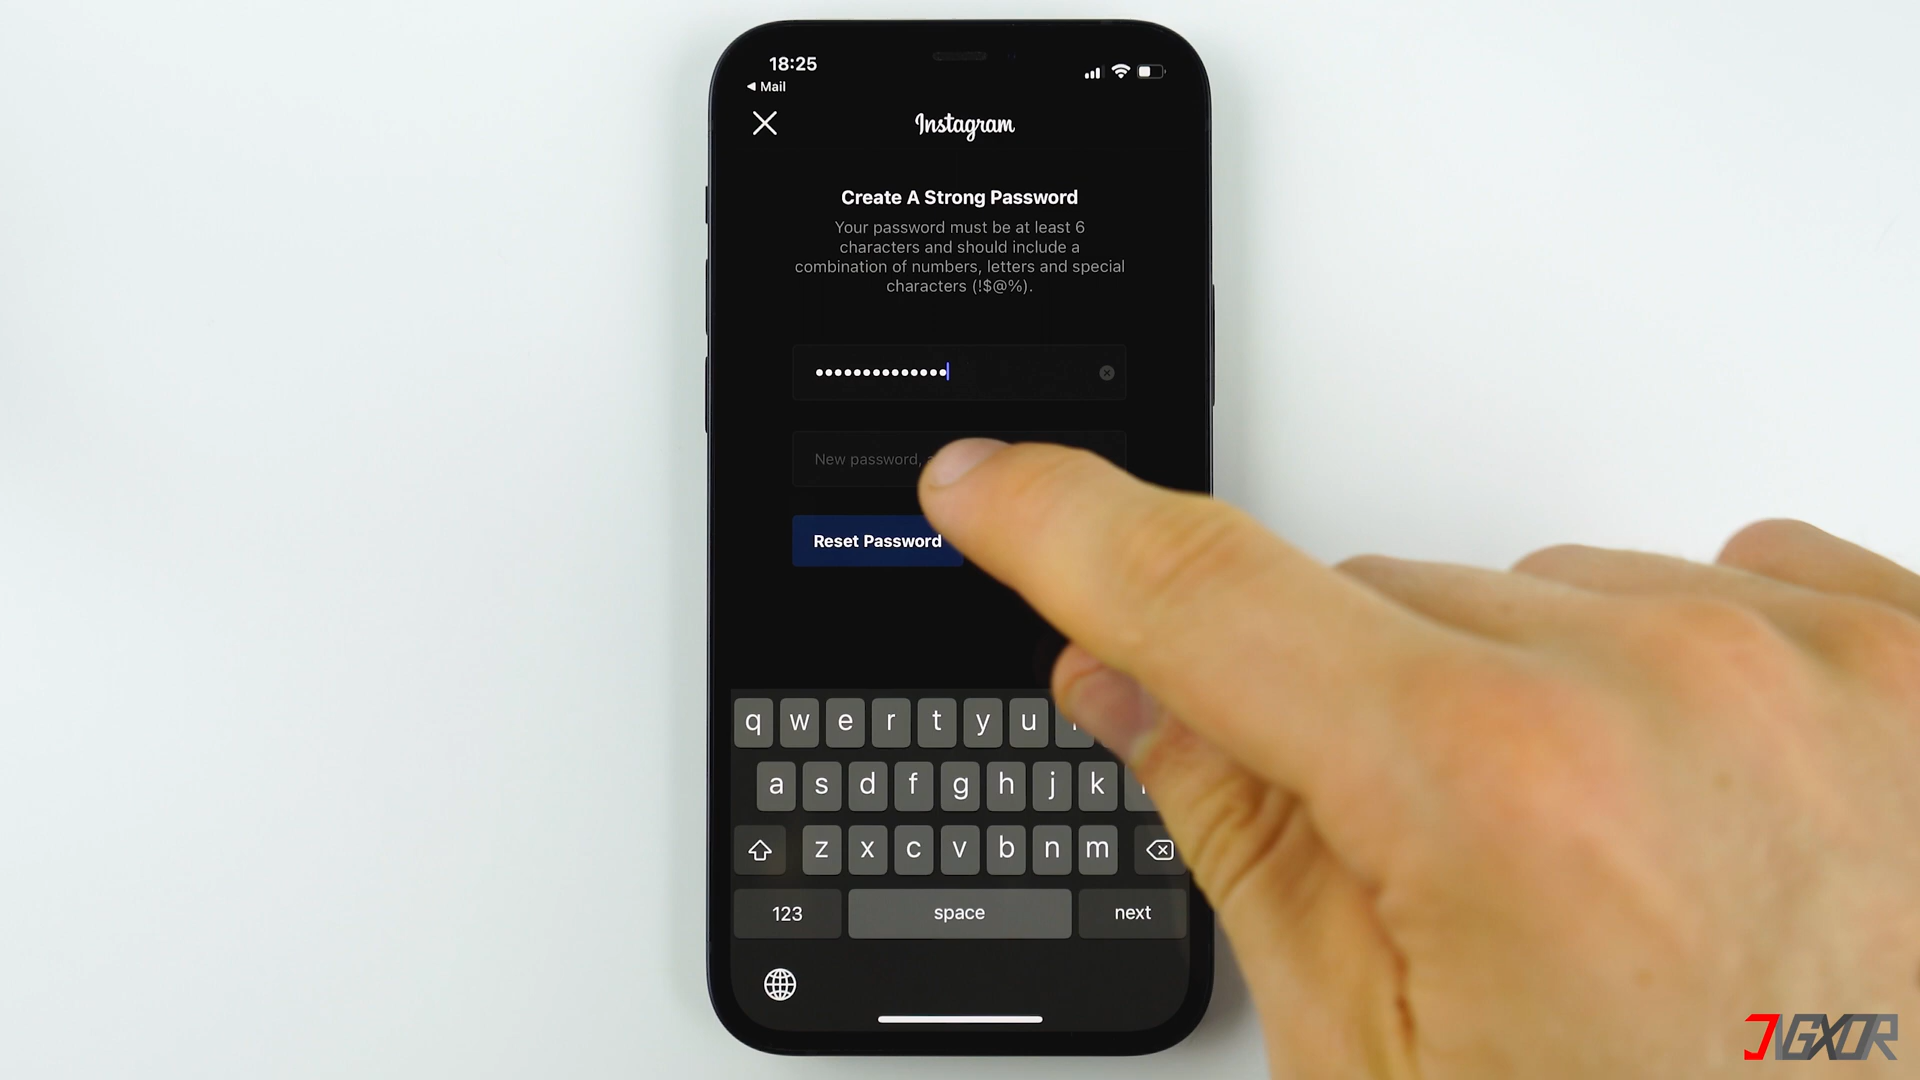 18:25
Mail
Instagram
Create A Strong Password
Your password must be at least 6
characters and should include a
combination of numbers, letters and special
characters (!$@%).
New password,
Reset Password
q w e r t y u
a s d f g h j k
z x c v b n m
123 space next
JVGXOR